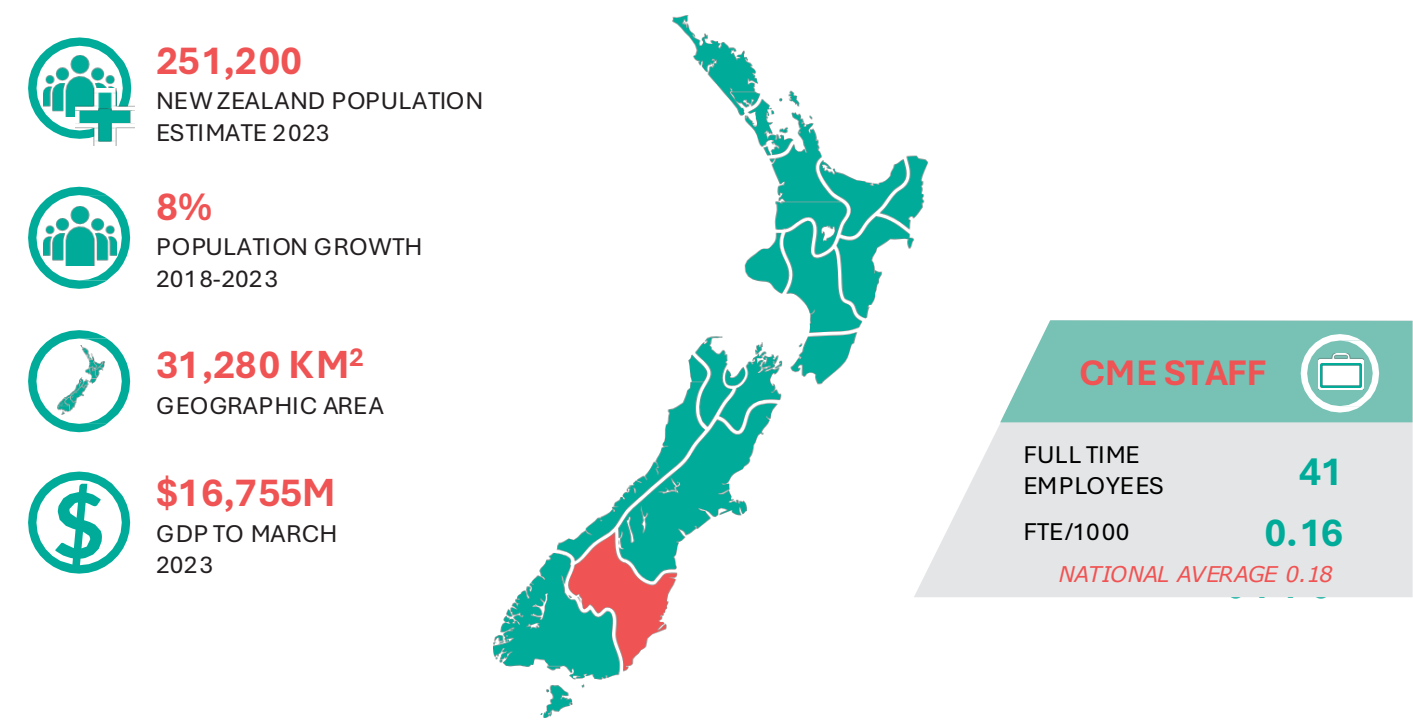 251,200
NEW ZEALAND POPULATION
ESTIMATE 2023
8%
POPULATION GROWTH
2018-2023
31,280 KM²
GEOGRAPHIC AREA
$16,755M
GDP TO MARCH
2023
CME STAFF
FULL TIME
EMPLOYEES
41
FTE/1000
0.16
NATIONAL AVERAGE 0.18